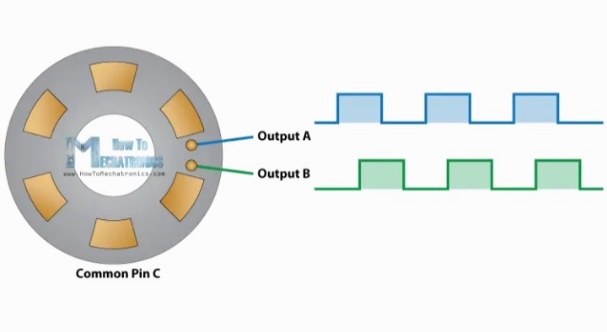 Output A
How To
MECHATRONICS
www.HowToMechatronics.com
Output B
Common Pin C